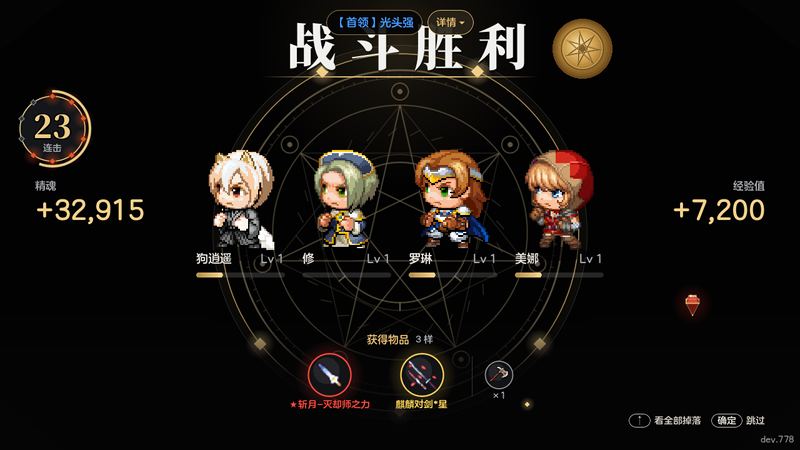 【首领】光头强
详情
战斗胜利
23
连击
精魂
+32,915
经验值
+7,200
狗逍遥 Lv 1
修 Lv 1
罗琳 Lv 1
美娜 Lv 1
获得物品 3 样
★斩月-灭却师之力
麒麟对剑*星
×1
↑ 看全部掉落
确定 跳过
dev.778